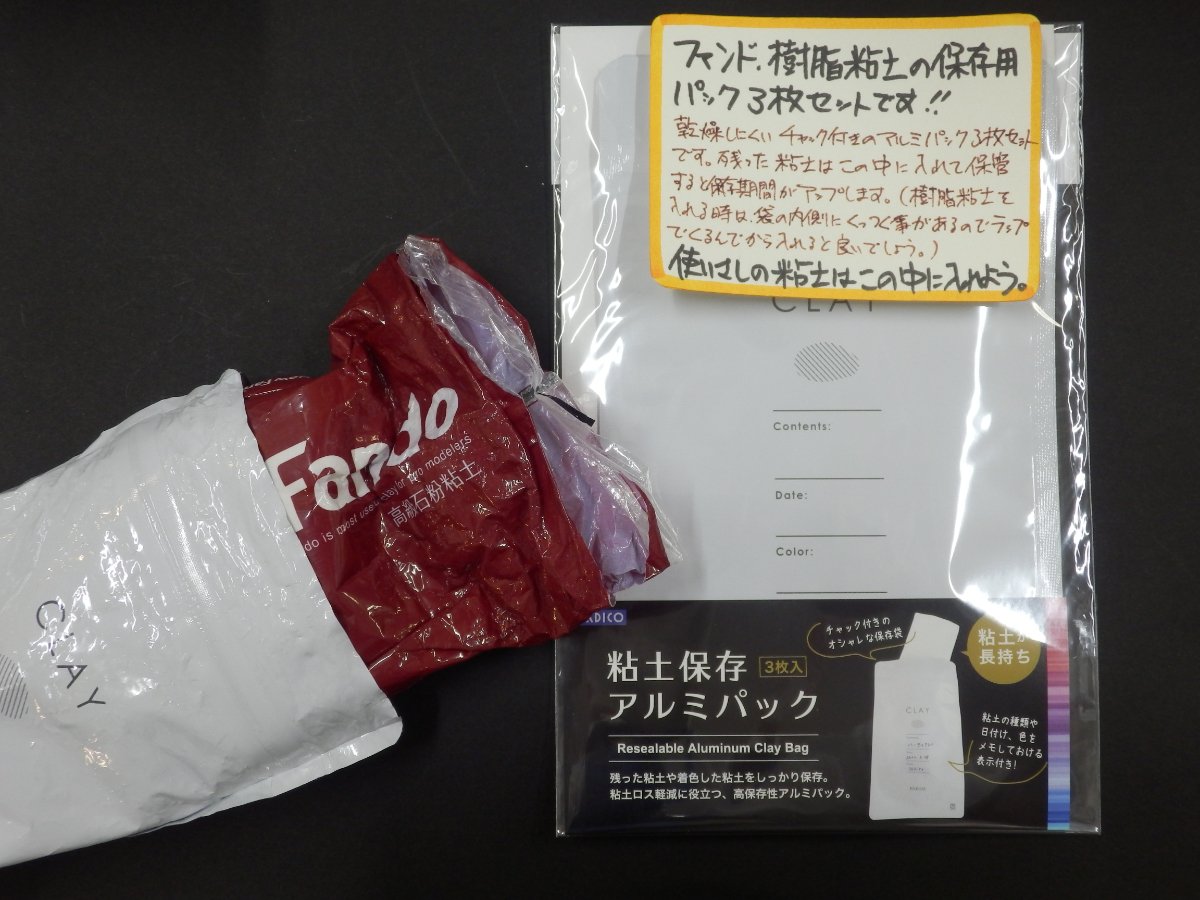 ファンド、樹脂粘土の保存用
パック3枚セットです!!
乾燥しにくい チャック付きのアルミパック3枚セット
です。残った粘土はこの中に入れて保管
すると保存期間がアップします。(樹脂粘土を
入れる時は、袋の内側にくっつく事があるのでラップ
でくるんでから入れると良いでしょう。)
使いさしの粘土はこの中に入れよう。
CLAY
Contents:
Date:
Color:
Fando
do is most used clay for pro modelers
高級石粉粘土
CLAY
ADICO
粘土保存 3枚入
アルミパック
Resealable Aluminum Clay Bag
残った粘土や着色した粘土をしっかり保存。
粘土ロス軽減に役立つ、高保存性アルミパック。
チャック付きの
オシャレな保存袋
粘土が
長持ち
CLAY
粘土の種類や
日付け、色を
メモしておける
表示付き!